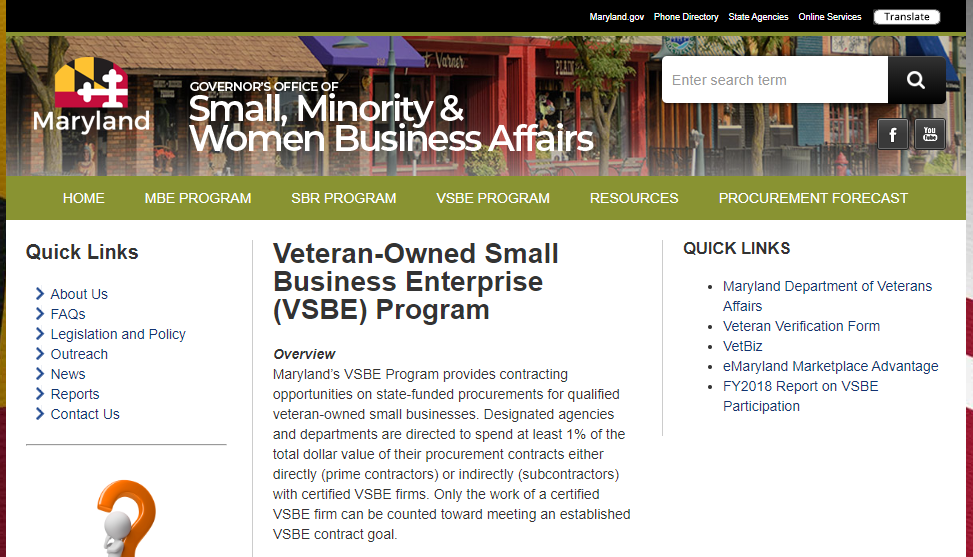 Maryland.gov Phone Directory State Agencies Online Services Translate
Maryland
GOVERNOR'S OFFICE OF
Small, Minority &
Women Business Affairs
Enter search term
f
You
Tube
HOME MBE PROGRAM SBR PROGRAM VSBE PROGRAM RESOURCES PROCUREMENT FORECAST
Quick Links
About Us
FAQs
Legislation and Policy
Outreach
News
Reports
Contact Us
Veteran-Owned Small
Business Enterprise
(VSBE) Program
Overview
Maryland's VSBE Program provides contracting
opportunities on state-funded procurements for qualified
veteran-owned small businesses. Designated agencies
and departments are directed to spend at least 1% of the
total dollar value of their procurement contracts either
directly (prime contractors) or indirectly (subcontractors)
with certified VSBE firms. Only the work of a certified
VSBE firm can be counted toward meeting an established
VSBE contract goal.
QUICK LINKS
Maryland Department of Veterans
Affairs
Veteran Verification Form
VetBiz
eMaryland Marketplace Advantage
FY2018 Report on VSBE
Participation